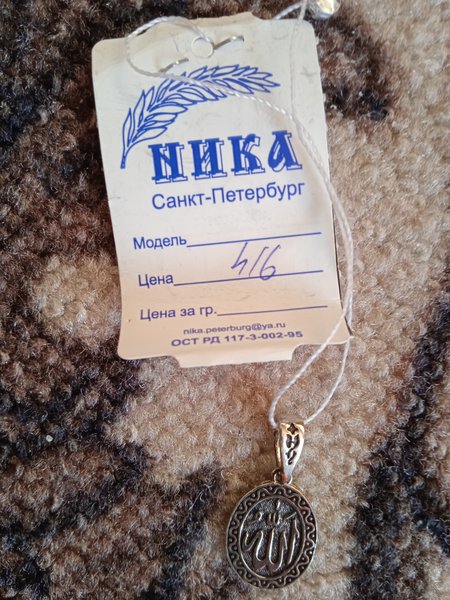 НИКА
Санкт-Петербург
Модель
Цена 416
Цена за гр.
nika.peterburg@ya.ru
ОСТ РД 117-3-002-95
الله